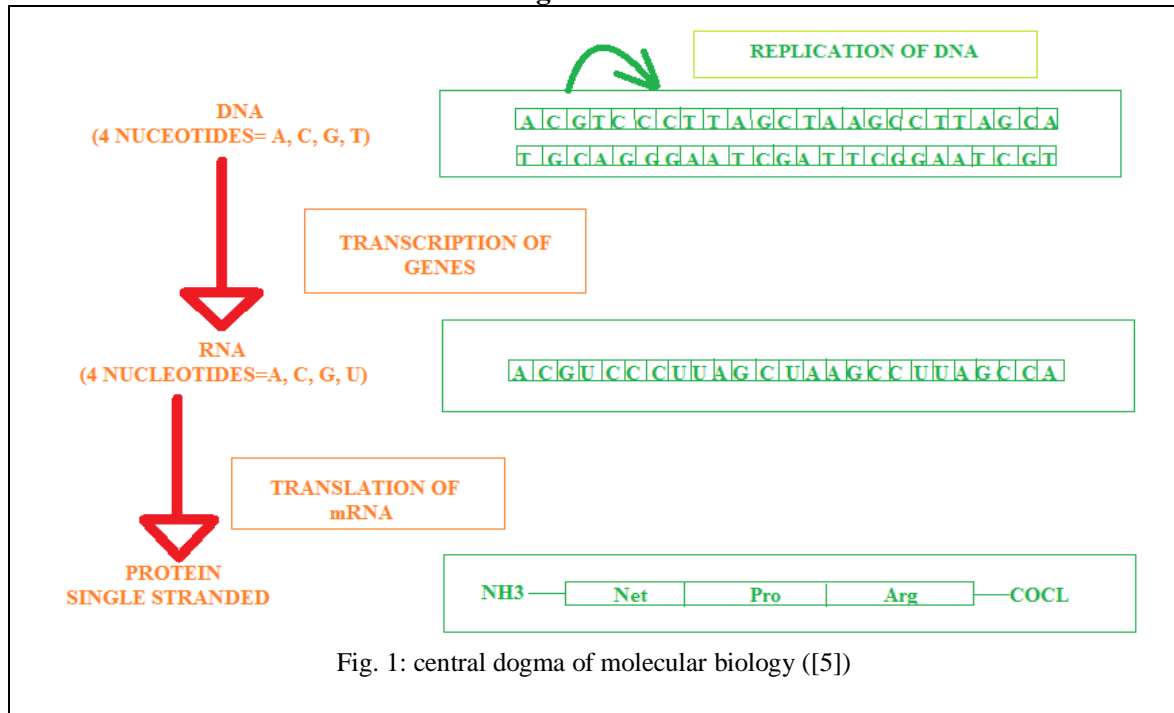 REPLICATION OF DNA
DNA
(4 NUCEOTIDES= A, C, G, T)
A C G T C C C T T A G C T A A G C C T T A G C A
T G C A G G G A A T C G A T T C G G A A T C G T
TRANSCRIPTION OF
GENES
RNA
(4 NUCLEOTIDES=A, C, G, U)
A C G U C C C U U A G C U A A G C C U U A G C C A
TRANSLATION OF
mRNA
PROTEIN
SINGLE STRANDED
NH3 Net Pro Arg COCL
Fig. 1: central dogma of molecular biology ([5])